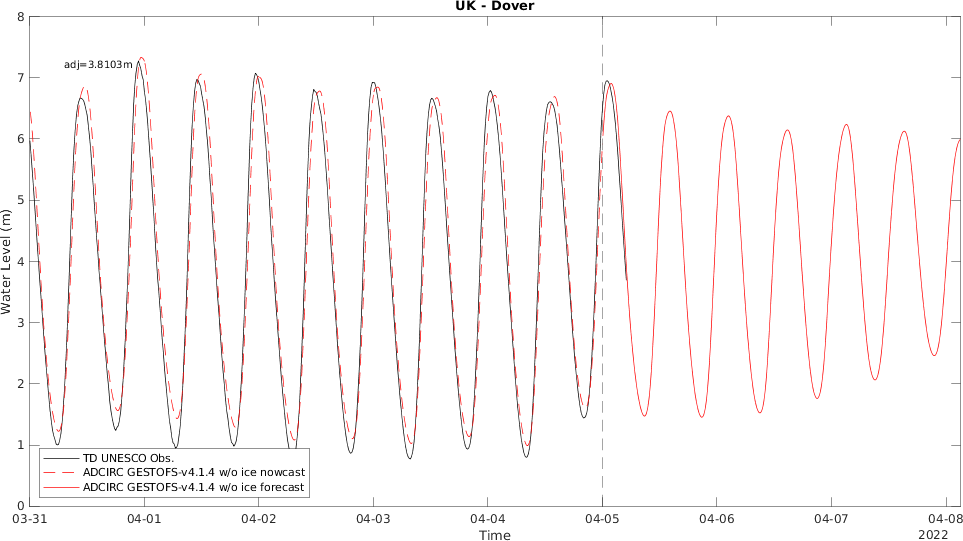 UK - Dover
adj=3.8103m
Water Level (m)
8
7
6
5
4
3
2
1
0
TD UNESCO Obs.
ADCIRC GESTOFS-v4.1.4 w/o ice nowcast
ADCIRC GESTOFS-v4.1.4 w/o ice forecast
03-31 04-01 04-02 04-03 04-04 04-05 04-06 04-07 04-08
Time
2022